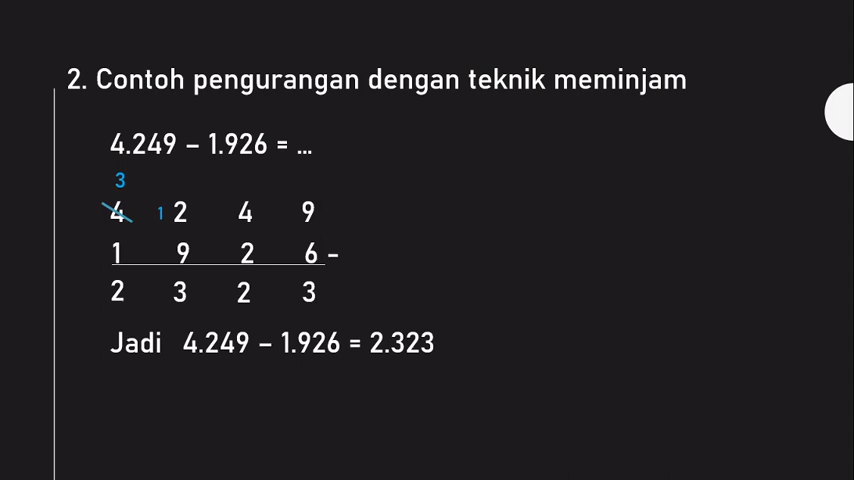 2. Contoh pengurangan dengan teknik meminjam
4.249 – 1.926 = ...
3
4 1 2 4 9
1 9 2 6 –
2 3 2 3
Jadi 4.249 – 1.926 = 2.323